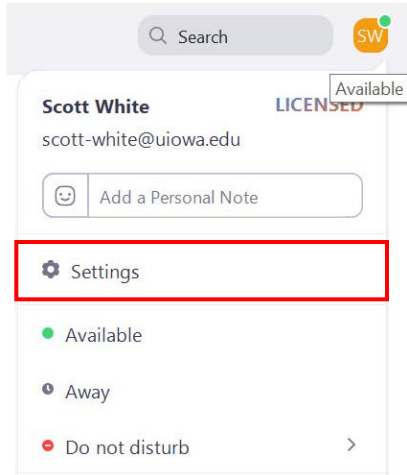 Search
SW
Available
Scott White LICENSED
scott-white@uiowa.edu
Add a Personal Note
Settings
Available
Away
Do not disturb